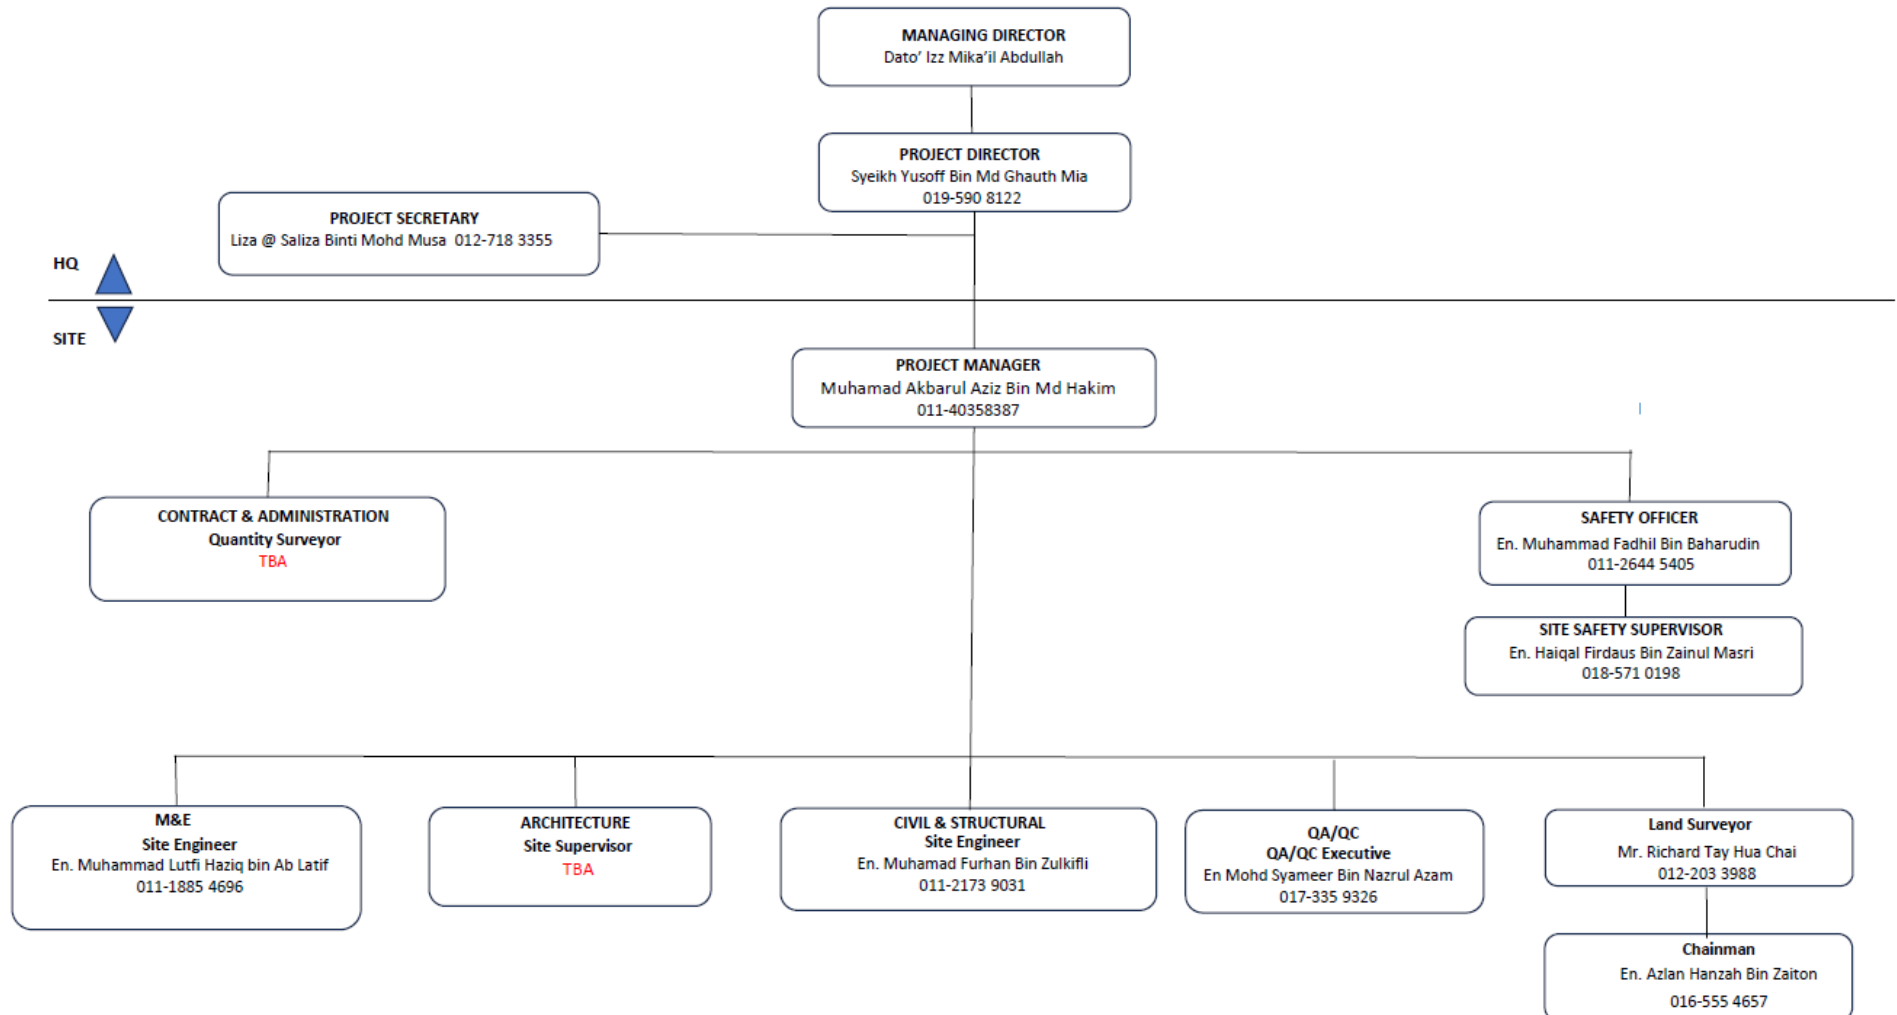 MANAGING DIRECTOR
Dato’ Izz Mika’il Abdullah
PROJECT DIRECTOR
Syeikh Yusoff Bin Md Ghauth Mia
019-590 8122
PROJECT SECRETARY
Liza @ Saliza Binti Mohd Musa 012-718 3355
HQ
SITE
PROJECT MANAGER
Muhamad Akbarul Aziz Bin Md Hakim
011-40358387
CONTRACT & ADMINISTRATION
Quantity Surveyor
TBA
SAFETY OFFICER
En. Muhammad Fadhil Bin Baharudin
011-2644 5405
SITE SAFETY SUPERVISOR
En. Haiqal Firdaus Bin Zainul Masri
018-571 0198
M&E
Site Engineer
En. Muhammad Lutfi Haziq bin Ab Latif
011-1885 4696
ARCHITECTURE
Site Supervisor
TBA
CIVIL & STRUCTURAL
Site Engineer
En. Muhamad Furhan Bin Zulkifli
011-2173 9031
QA/QC
QA/QC Executive
En Mohd Syameer Bin Nazrul Azam
017-335 9326
Land Surveyor
Mr. Richard Tay Hua Chai
012-203 3988
Chainman
En. Azlan Hanzah Bin Zaiton
016-555 4657